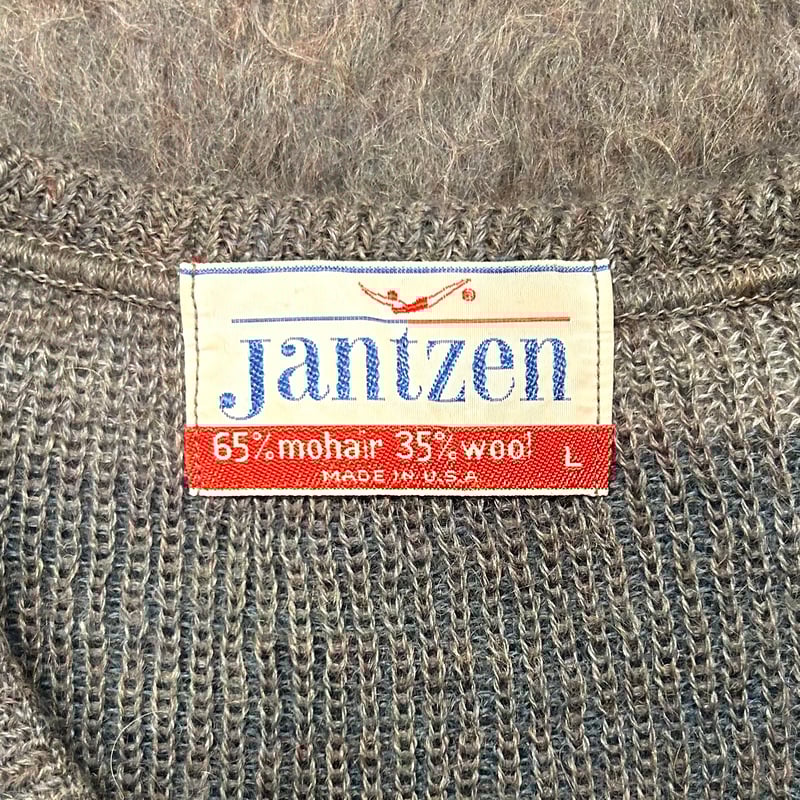 Jantzen
65% mohair 35% wool L
MADE IN U.S.A